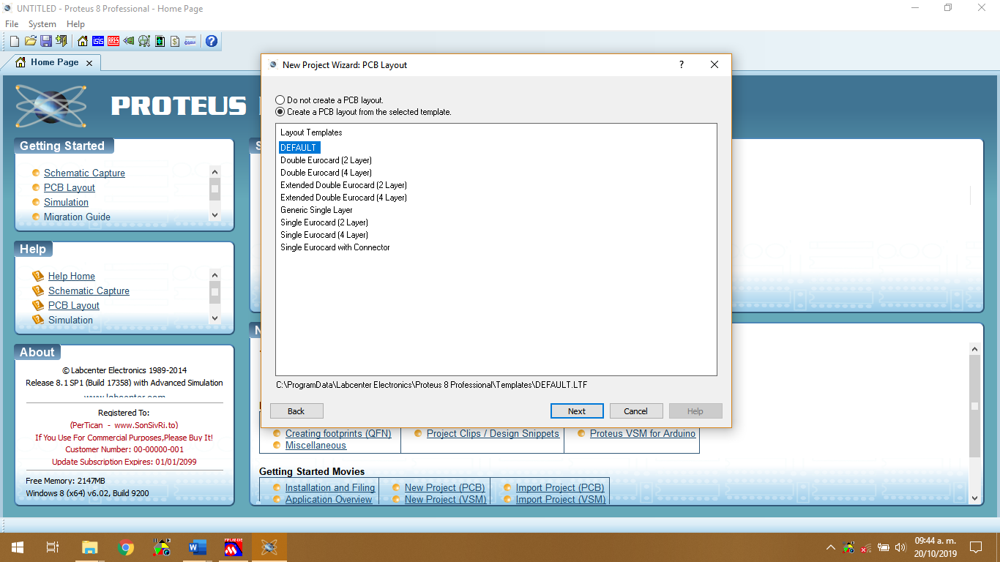 UNTITLED - Proteus 8 Professional - Home Page
File System Help
Home Page
New Project Wizard: PCB Layout
?
Do not create a PCB layout.
Create a PCB layout from the selected template.
Layout Templates
DEFAULT
Double Eurocard (2 Layer)
Double Eurocard (4 Layer)
Extended Double Eurocard (2 Layer)
Extended Double Eurocard (4 Layer)
Generic Single Layer
Single Eurocard (2 Layer)
Single Eurocard (4 Layer)
Single Eurocard with Connector
C:\ProgramData\Labcenter Electronics\Proteus 8 Professional\Templates\DEFAULT.LTF
Back Next Cancel Help
PROTEUS
Getting Started
Schematic Capture
PCB Layout
Simulation
Migration Guide
Help
Help Home
Schematic Capture
PCB Layout
Simulation
About
© Labcenter Electronics 1989-2014
Release 8.1 SP1 (Build 17358) with Advanced Simulation
www.labcenter.com
Registered To:
(PerTican - www.SonSivRi.to)
If You Use For Commercial Purposes,Please Buy It!
Customer Number: 00-00000-001
Update Subscription Expires: 01/01/2099
Free Memory: 2147MB
Windows 8 (x64) v6.02, Build 9200
Creating footprints (QFN) Project Clips / Design Snippets Proteus VSM for Arduino
Miscellaneous
Getting Started Movies
Installation and Filing New Project (PCB) Import Project (PCB)
Application Overview New Project (VSM) Import Project (VSM)
09:44 a. m.
20/10/2019